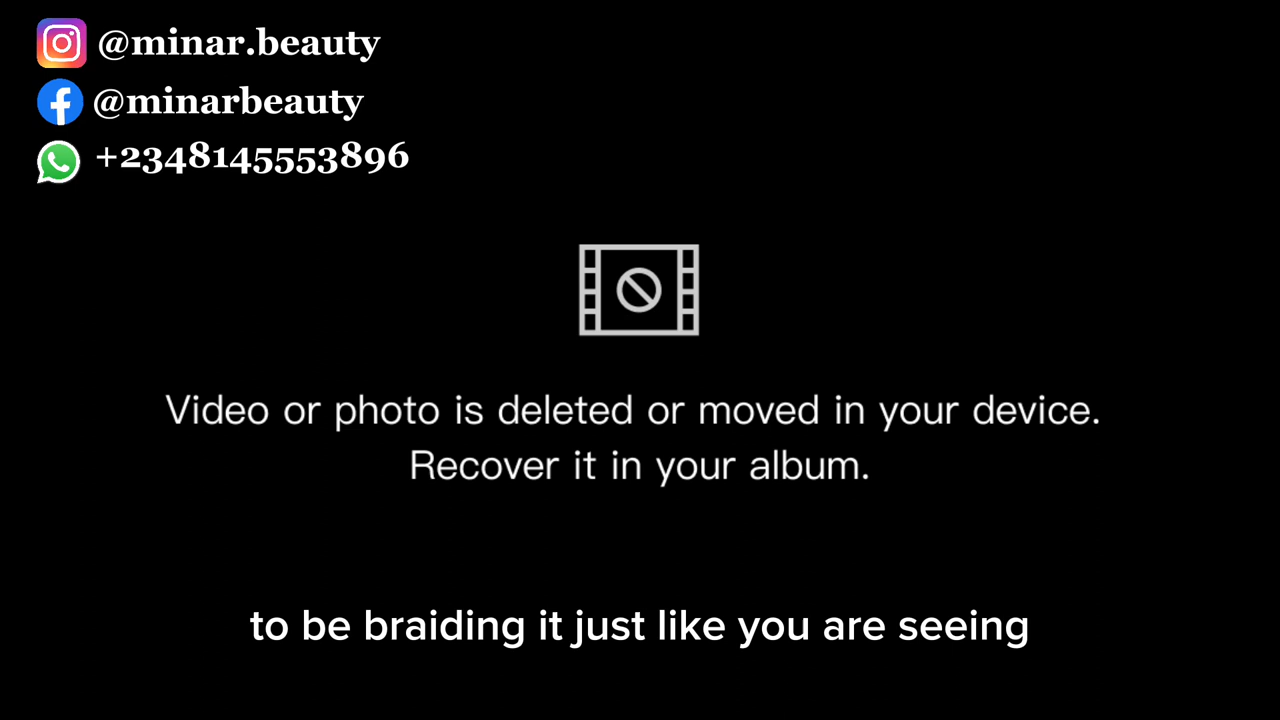 @minar.beauty
@minarbeauty
+2348145553896
Video or photo is deleted or moved in your device.
Recover it in your album.
to be braiding it just like you are seeing